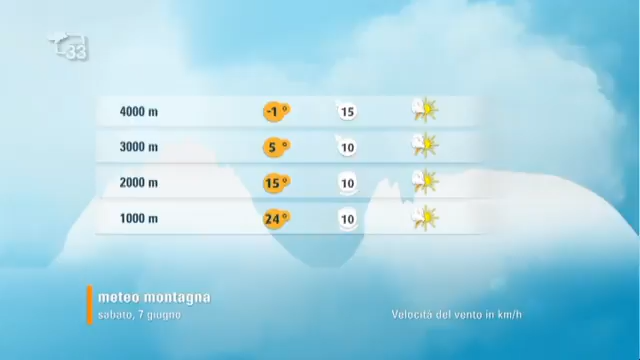 33
4000 m -1° 15
3000 m 5° 10
2000 m 15° 10
1000 m 24° 10
meteo montagna
sabato, 7 giugno
Velocitá del vento in km/h